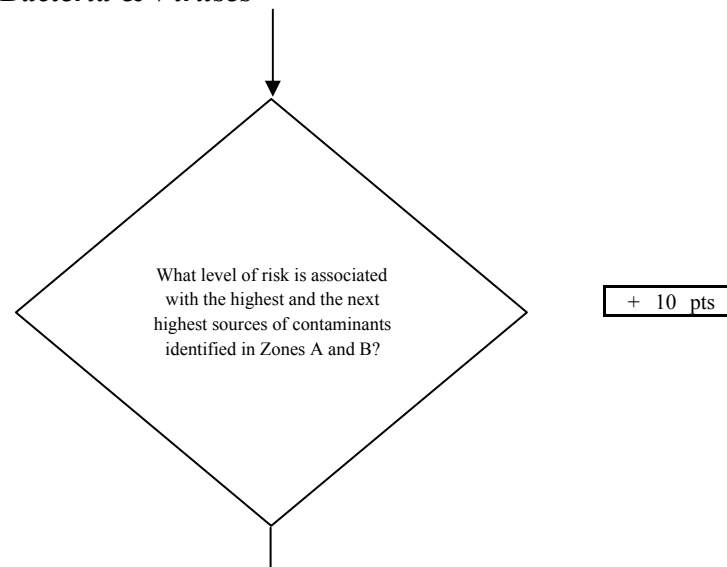 Bacteria & Viruses
What level of risk is associated
with the highest and the next
highest sources of contaminants
identified in Zones A and B?
+ 10 pts